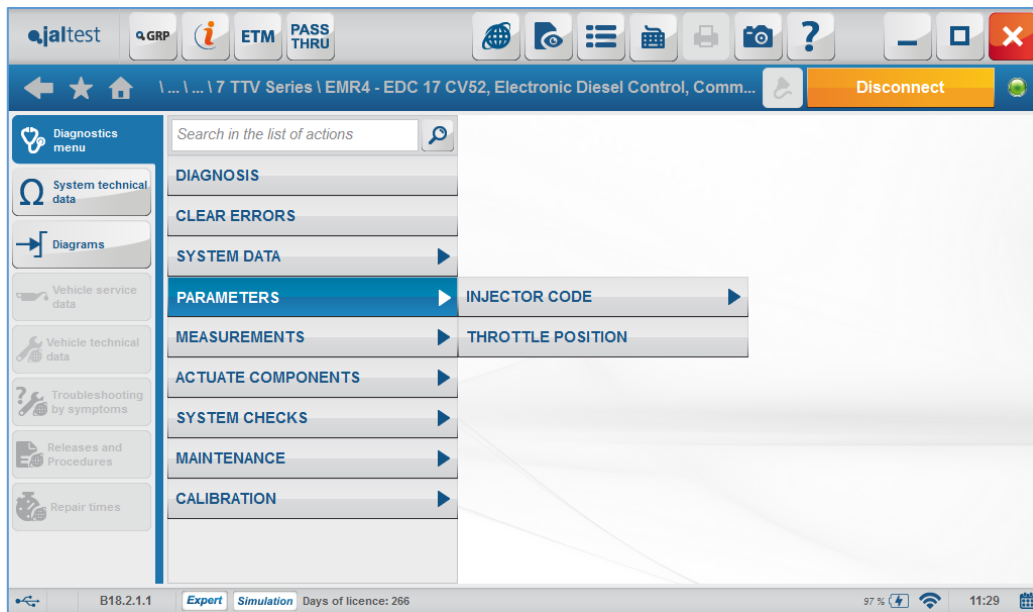 jaltest
GRP
i
ETM
PASS
THRU
?
\ ... \ ... \ 7 TTV Series \ EMR4 - EDC 17 CV52, Electronic Diesel Control, Comm...
Disconnect
Diagnostics
menu
Search in the list of actions
System technical
data
Diagrams
Vehicle service
data
Vehicle technical
data
Troubleshooting
by symptoms
Releases and
Procedures
Repair times
DIAGNOSIS
CLEAR ERRORS
SYSTEM DATA
PARAMETERS
MEASUREMENTS
ACTUATE COMPONENTS
SYSTEM CHECKS
MAINTENANCE
CALIBRATION
INJECTOR CODE
THROTTLE POSITION
B18.2.1.1
Expert
Simulation
Days of licence: 266
97 %
11:29